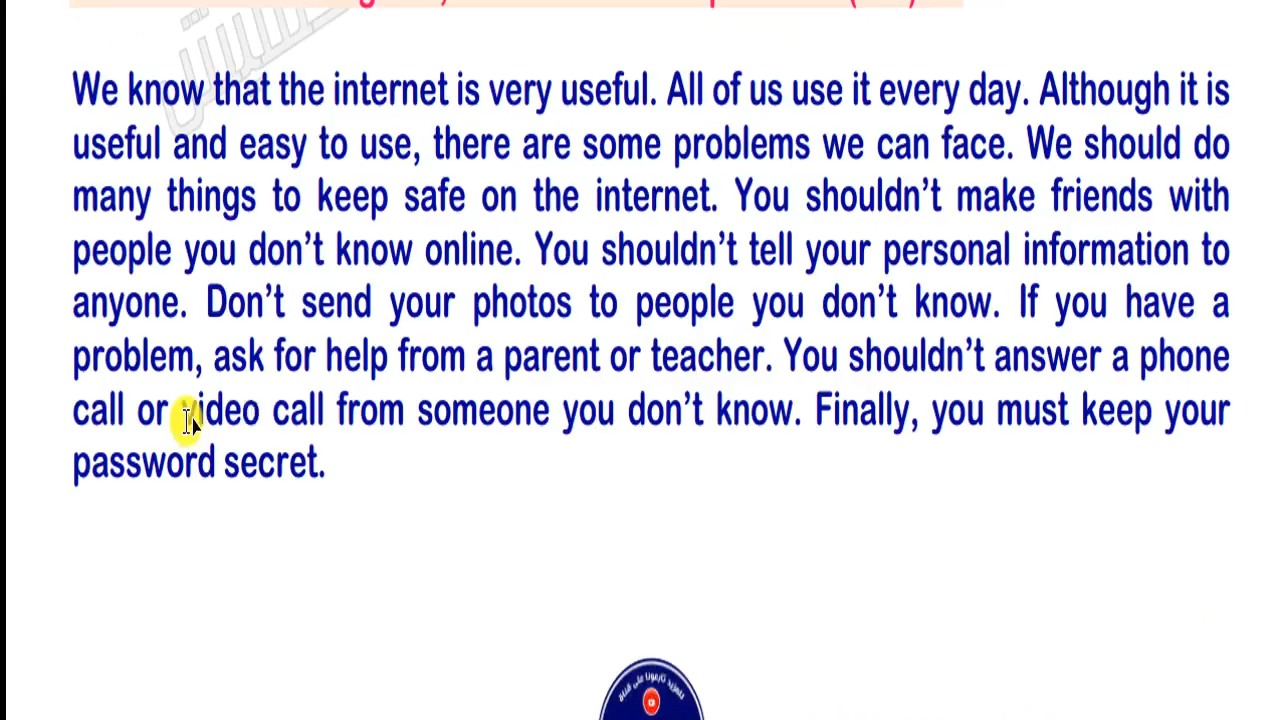 We know that the internet is very useful. All of us use it every day. Although it is
useful and easy to use, there are some problems we can face. We should do
many things to keep safe on the internet. You shouldn’t make friends with
people you don’t know online. You shouldn’t tell your personal information to
anyone. Don’t send your photos to people you don’t know. If you have a
problem, ask for help from a parent or teacher. You shouldn’t answer a phone
call or video call from someone you don’t know. Finally, you must keep your
password secret.